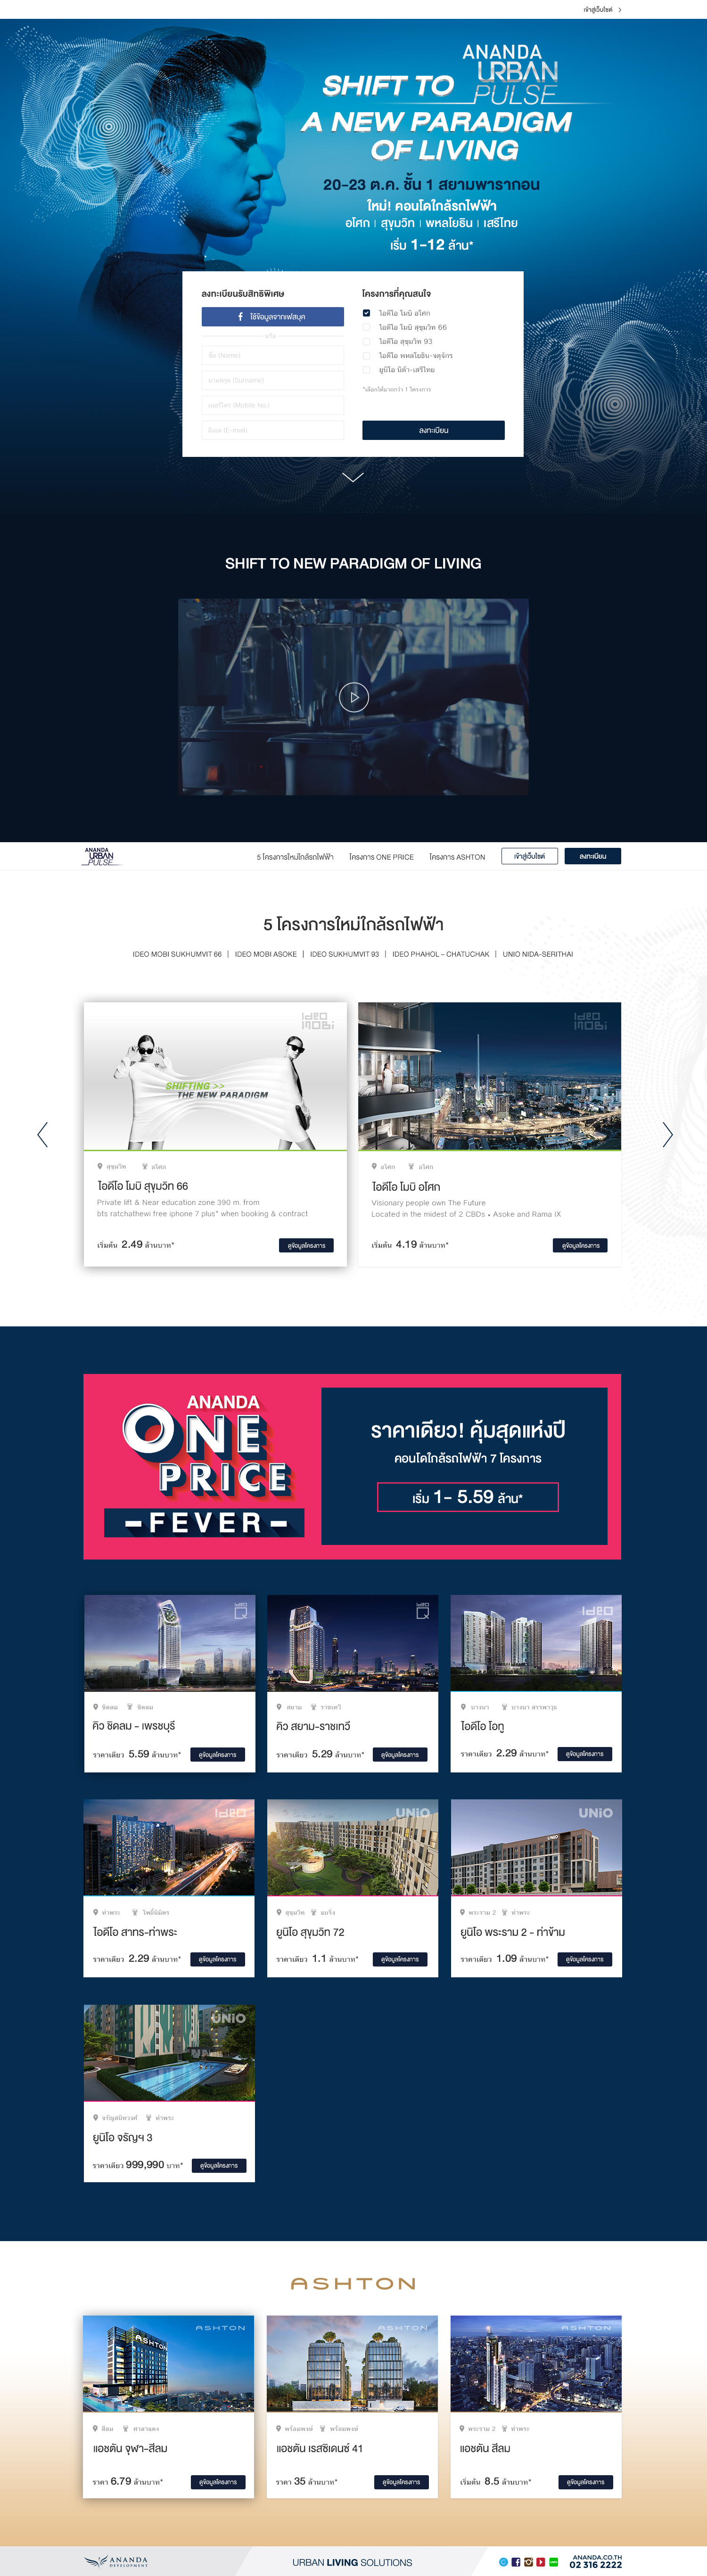 เข้าสู่เว็บไซต์
ANANDA
URBAN
PULSE
SHIFT TO
A NEW PARADIGM
OF LIVING
20-23 ต.ค. ชั้น 1 สยามพารากอน
ใหม่! คอนโดใกล้รถไฟฟ้า
อโศก | สุขุมวิท | พหลโยธิน | เสรีไทย
เริ่ม 1-12 ล้าน*
ลงทะเบียนรับสิทธิพิเศษ
ใช้ข้อมูลจากเฟสบุค
หรือ
ชื่อ (Name)
นามสกุล (Surname)
เบอร์โทร (Mobile No.)
อีเมล (E-mail)
โครงการที่คุณสนใจ
ไอดีโอ โมบิ อโศก
ไอดีโอ โมบิ สุขุมวิท 66
ไอดีโอ สุขุมวิท 93
ไอดีโอ พหลโยธิน-จตุจักร
ยูนิโอ นิด้า-เสรีไทย
*เลือกได้มากกว่า 1 โครงการ
ลงทะเบียน
SHIFT TO NEW PARADIGM OF LIVING
ANANDA
URBAN
PULSE
5 โครงการใหม่ใกล้รถไฟฟ้า
โครงการ ONE PRICE
โครงการ ASHTON
เข้าสู่เว็บไซต์
ลงทะเบียน
5 โครงการใหม่ใกล้รถไฟฟ้า
IDEO MOBI SUKHUMVIT 66 | IDEO MOBI ASOKE | IDEO SUKHUMVIT 93 | IDEO PHAHOL – CHATUCHAK | UNIO NIDA-SERITHAI
ideo
mobi
SHIFTING >>
THE NEW PARADIGM
สุขุมวิท อโศก
ไอดีโอ โมบิ สุขุมวิท 66
Private lift & Near education zone 390 m. from
bts ratchathewi free iphone 7 plus* when booking & contract
เริ่มต้น 2.49 ล้านบาท*
ดูข้อมูลโครงการ
ideo
mobi
อโศก อโศก
ไอดีโอ โมบิ อโศก
Visionary people own The Future
Located in the midest of 2 CBDs • Asoke and Rama IX
เริ่มต้น 4.19 ล้านบาท*
ดูข้อมูลโครงการ
ANANDA
ONE
PRICE
-FEVER-
ราคาเดียว! คุ้มสุดแห่งปี
คอนโดใกล้รถไฟฟ้า 7 โครงการ
เริ่ม 1- 5.59 ล้าน*
ideo
Q
ชิดลม ชิดลม
คิว ชิดลม - เพชรบุรี
ราคาเดียว 5.59 ล้านบาท*
ดูข้อมูลโครงการ
ideo
Q
สยาม ราชเทวี
คิว สยาม-ราชเทวี
ราคาเดียว 5.29 ล้านบาท*
ดูข้อมูลโครงการ
ideo
บางนา บางนา สรรพาวุธ
ไอดีโอ โอทู
ราคาเดียว 2.29 ล้านบาท*
ดูข้อมูลโครงการ
ideo
ท่าพระ โพธิ์นิมิตร
ไอดีโอ สาทร-ท่าพระ
ราคาเดียว 2.29 ล้านบาท*
ดูข้อมูลโครงการ
UNiO
สุขุมวิท แบริ่ง
ยูนิโอ สุขุมวิท 72
ราคาเดียว 1.1 ล้านบาท*
ดูข้อมูลโครงการ
UNiO
UNiO
พระราม 2 ท่าพระ
ยูนิโอ พระราม 2 - ท่าข้าม
ราคาเดียว 1.09 ล้านบาท*
ดูข้อมูลโครงการ
UNiO
จรัญสนิทวงศ์ ท่าพระ
ยูนิโอ จรัญฯ 3
ราคาเดียว 999,990 บาท*
ดูข้อมูลโครงการ
ASHTON
ASHTON
ASHTON
สีลม ศาลาแดง
แอชตัน จุฬา-สีลม
ราคา 6.79 ล้านบาท*
ดูข้อมูลโครงการ
ASHTON
พร้อมพงษ์ พร้อมพงษ์
แอชตัน เรสซิเดนซ์ 41
ราคา 35 ล้านบาท*
ดูข้อมูลโครงการ
ASHTON
พระราม 2 ท่าพระ
แอชตัน สีลม
เริ่มต้น 8.5 ล้านบาท*
ดูข้อมูลโครงการ
ANANDA
DEVELOPMENT
URBAN LIVING SOLUTIONS
ANANDA.CO.TH
02 316 2222